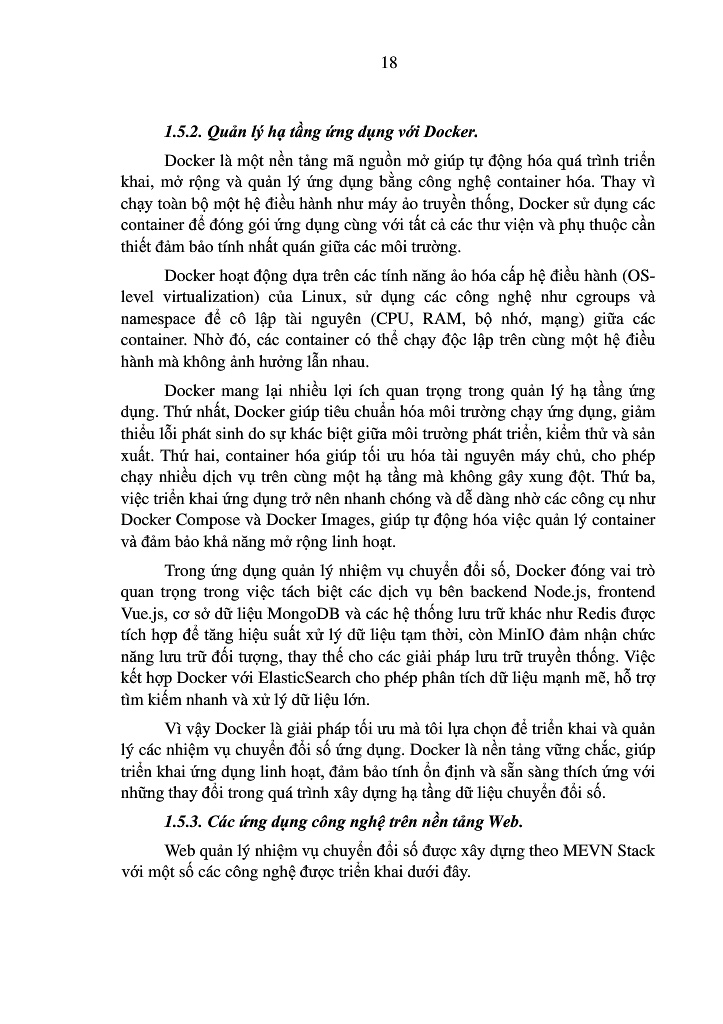 18
1.5.2. Quản lý hạ tầng ứng dụng với Docker.
Docker là một nền tảng mã nguồn mở giúp tự động hóa quá trình triển
khai, mở rộng và quản lý ứng dụng bằng công nghệ container hóa. Thay vì
chạy toàn bộ một hệ điều hành như máy ảo truyền thống, Docker sử dụng các
container để đóng gói ứng dụng cùng với tất cả các thư viện và phụ thuộc cần
thiết đảm bảo tính nhất quán giữa các môi trường.
Docker hoạt động dựa trên các tính năng ảo hóa cấp hệ điều hành (OS-
level virtualization) của Linux, sử dụng các công nghệ như cgroups và
namespace để cô lập tài nguyên (CPU, RAM, bộ nhớ, mạng) giữa các
container. Nhờ đó, các container có thể chạy độc lập trên cùng một hệ điều
hành mà không ảnh hưởng lẫn nhau.
Docker mang lại nhiều lợi ích quan trọng trong quản lý hạ tầng ứng
dụng. Thứ nhất, Docker giúp tiêu chuẩn hóa môi trường chạy ứng dụng, giảm
thiểu lỗi phát sinh do sự khác biệt giữa môi trường phát triển, kiểm thử và sản
xuất. Thứ hai, container hóa giúp tối ưu hóa tài nguyên máy chủ, cho phép
chạy nhiều dịch vụ trên cùng một hạ tầng mà không gây xung đột. Thứ ba,
việc triển khai ứng dụng trở nên nhanh chóng và dễ dàng nhờ các công cụ như
Docker Compose và Docker Images, giúp tự động hóa việc quản lý container
và đảm bảo khả năng mở rộng linh hoạt.
Trong ứng dụng quản lý nhiệm vụ chuyển đổi số, Docker đóng vai trò
quan trọng trong việc tách biệt các dịch vụ bên backend Node.js, frontend
Vue.js, cơ sở dữ liệu MongoDB và các hệ thống lưu trữ khác như Redis được
tích hợp để tăng hiệu suất xử lý dữ liệu tạm thời, còn MinIO đảm nhận chức
năng lưu trữ đối tượng, thay thế cho các giải pháp lưu trữ truyền thống. Việc
kết hợp Docker với ElasticSearch cho phép phân tích dữ liệu mạnh mẽ, hỗ trợ
tìm kiếm nhanh và xử lý dữ liệu lớn.
Vì vậy Docker là giải pháp tối ưu mà tôi lựa chọn để triển khai và quản
lý các nhiệm vụ chuyển đổi số ứng dụng. Docker là nền tảng vững chắc, giúp
triển khai ứng dụng linh hoạt, đảm bảo tính ổn định và sẵn sàng thích ứng với
những thay đổi trong quá trình xây dựng hạ tầng dữ liệu chuyển đổi số.
1.5.3. Các ứng dụng công nghệ trên nền tảng Web.
Web quản lý nhiệm vụ chuyển đổi số được xây dựng theo MEVN Stack
với một số các công nghệ được triển khai dưới đây.